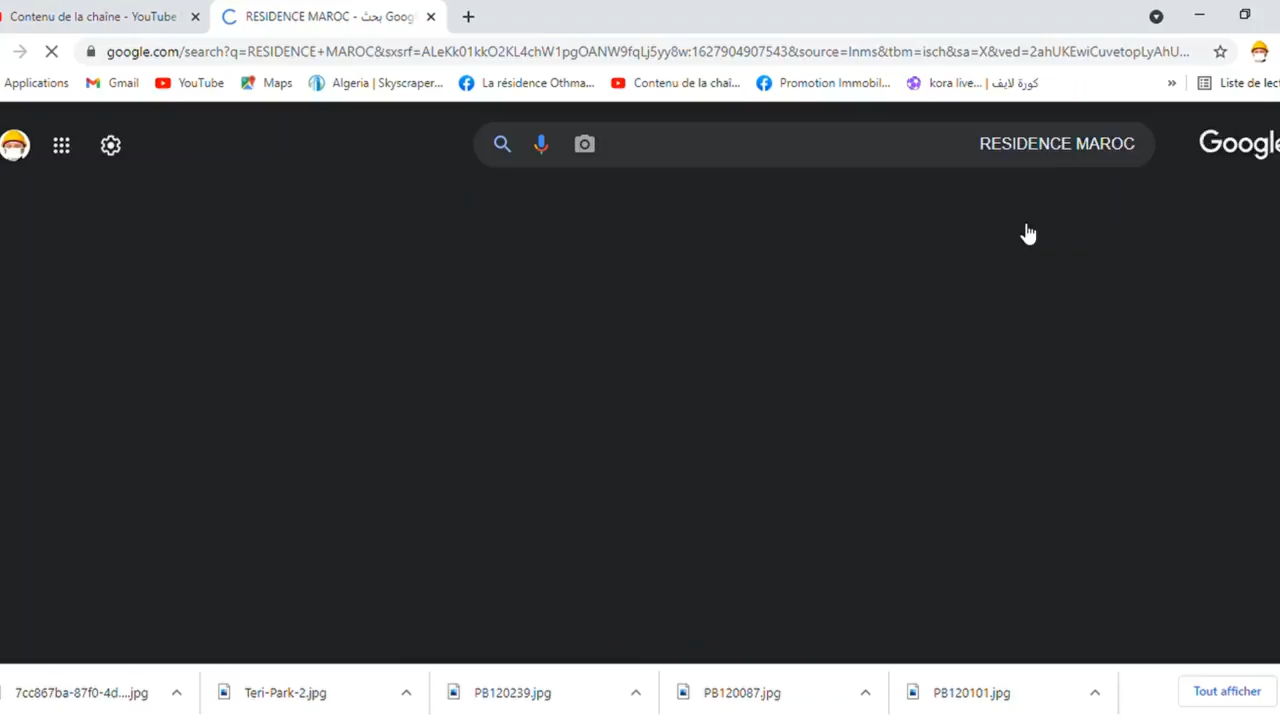 Contenu de la chaîne - YouTube
RESIDENCE MAROC - بحث Goog
google.com/search?q=RESIDENCE+MAROC&sxsrf=ALeKk01kkO2KL4chW1pgOANW9fqLj5yy8w:1627904907543&source=lnms&tbm=isch&sa=X&ved=2ahUKEwiCuvetopLyAhU...
Applications
Gmail
YouTube
Maps
Algeria | Skyscraper...
La résidence Othma...
Contenu de la chaî...
Promotion Immobil...
kora live... | كورة لايف
»
Liste de lec
RESIDENCE MAROC
Google
7cc867ba-87f0-4d....jpg
Teri-Park-2.jpg
PB120239.jpg
PB120087.jpg
PB120101.jpg
Tout afficher